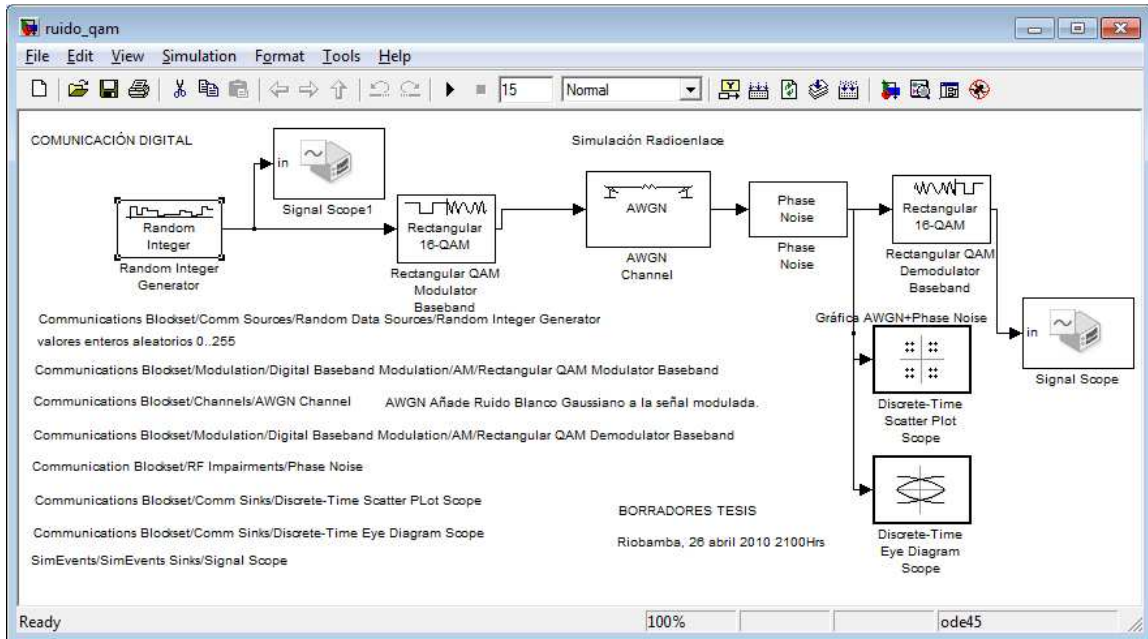 ruido_qam
File Edit View Simulation Format Tools Help
15 Normal
COMUNICACIÓN DIGITAL
Simulación Radioenlace
in
Signal Scope1
Random
Integer
Random Integer
Generator
Rectangular
16-QAM
Rectangular QAM
Modulator
Baseband
AWGN
AWGN
Channel
Phase
Noise
Phase
Noise
Rectangular
16-QAM
Rectangular QAM
Demodulator
Baseband
in
Signal Scope
Gráfica AWGN+Phase Noise
Discrete-Time
Scatter Plot
Scope
Discrete-Time
Eye Diagram
Scope
Communications Blockset/Comm Sources/Random Data Sources/Random Integer Generator
valores enteros aleatorios 0..255
Communications Blockset/Modulation/Digital Baseband Modulation/AM/Rectangular QAM Modulator Baseband
Communications Blockset/Channels/AWGN Channel AWGN Añade Ruido Blanco Gaussiano a la señal modulada.
Communications Blockset/Modulation/Digital Baseband Modulation/AM/Rectangular QAM Demodulator Baseband
Communication Blockset/RF Impairments/Phase Noise
Communications Blockset/Comm Sinks/Discrete-Time Scatter PLot Scope
Communications Blockset/Comm Sinks/Discrete-Time Eye Diagram Scope
SimEvents/SimEvents Sinks/Signal Scope
BORRADORES TESIS
Riobamba, 26 abril 2010 2100Hrs
Ready 100% ode45